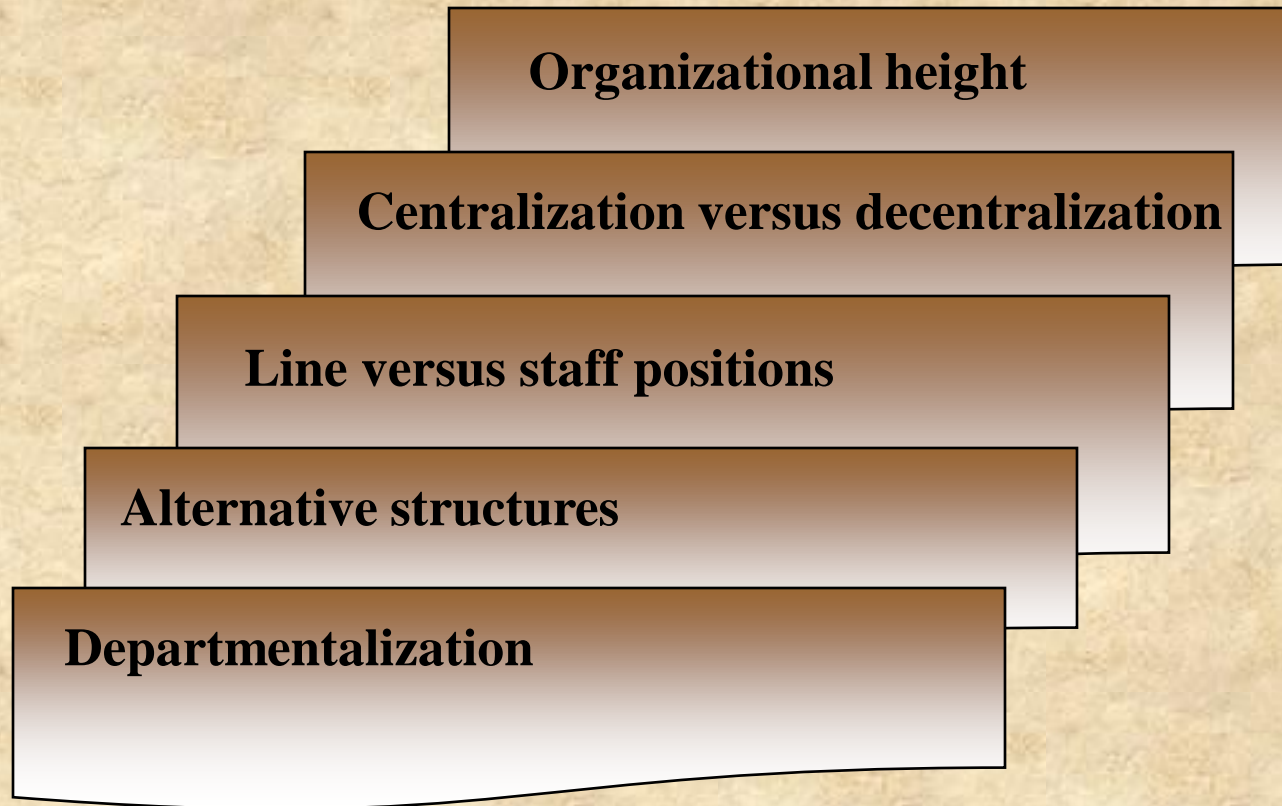 Organizational height
Centralization versus decentralization
Line versus staff positions
Alternative structures
Departmentalization